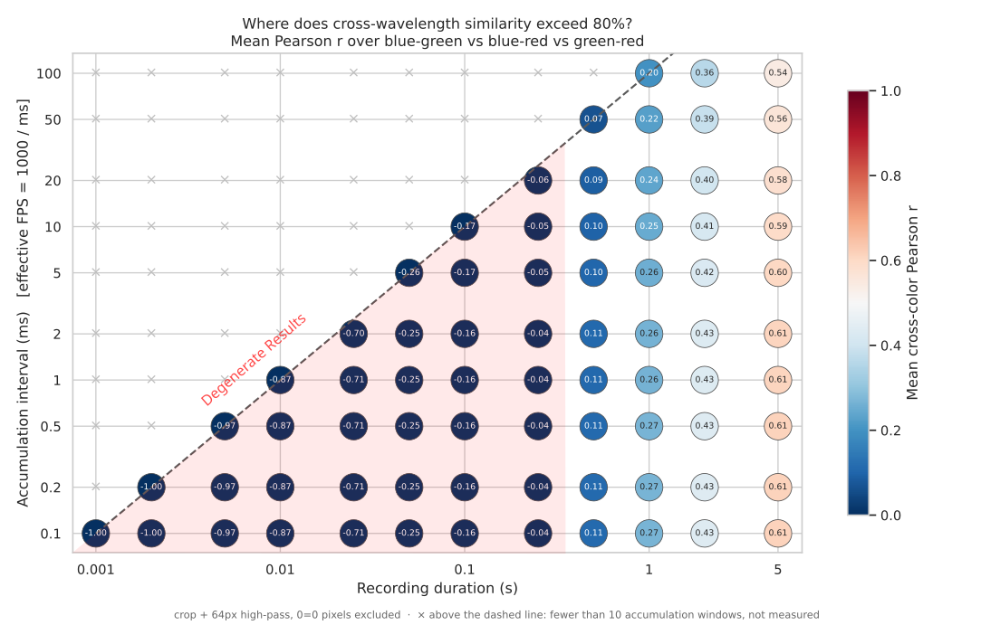 Where does cross-wavelength similarity exceed 80%?
Mean Pearson r over blue-green vs blue-red vs green-red
Accumulation interval (ms)   [effective FPS = 1000 / ms]
100
0.20 0.36 0.54
50
0.07 0.22 0.39 0.56
20
-0.06 0.09 0.24 0.40 0.58
10
-0.17 -0.05 0.10 0.25 0.41 0.59
5
-0.26 -0.17 -0.05 0.10 0.26 0.42 0.60
2
-0.70 -0.25 -0.16 -0.04 0.11 0.26 0.43 0.61
1
-0.87 -0.71 -0.25 -0.16 -0.04 0.11 0.26 0.43 0.61
0.5
-0.97 -0.87 -0.71 -0.25 -0.16 -0.04 0.11 0.27 0.43 0.61
0.2
-1.00 -0.97 -0.87 -0.71 -0.25 -0.16 -0.04 0.11 0.27 0.43 0.61
0.1
-1.00 -1.00 -0.97 -0.87 -0.71 -0.25 -0.16 -0.04 0.11 0.27 0.43 0.61
Degenerate Results
0.001 0.01 0.1 1 5
Recording duration (s)
1.0
0.8
0.6
0.4
0.2
0.0
Mean cross-color Pearson r
crop + 64px high-pass, 0=0 pixels excluded · × above the dashed line: fewer than 10 accumulation windows, not measured